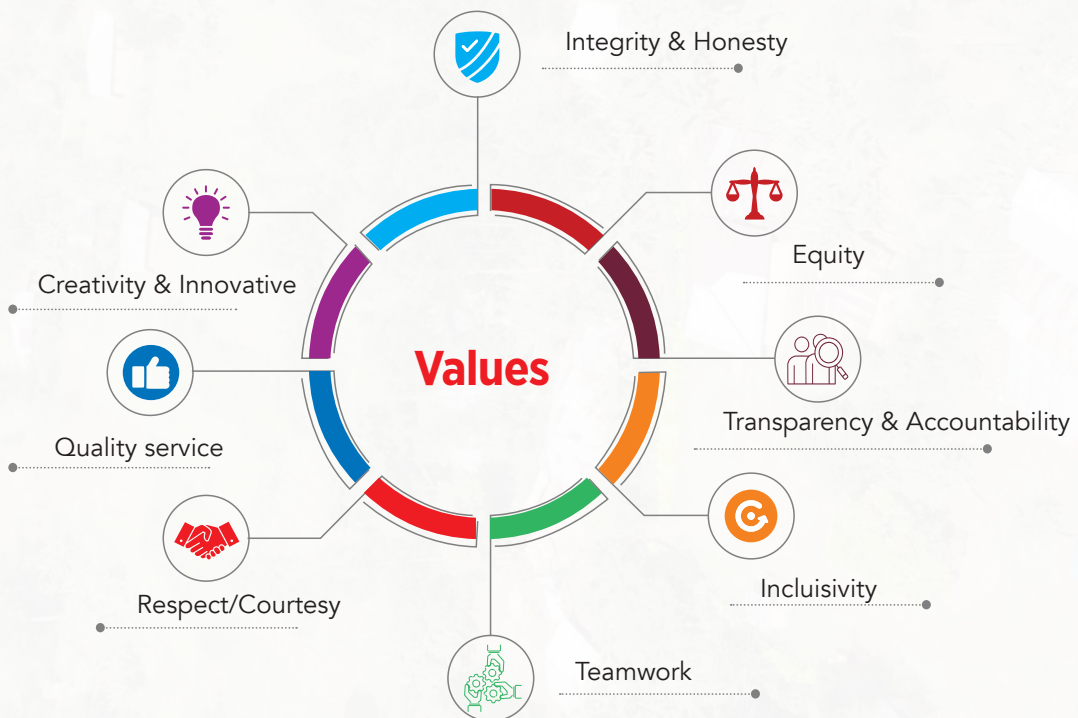 Integrity & Honesty
Equity
Creativity & Innovative
Values
Transparency & Accountability
Quality service
Incluisivity
Respect/Courtesy
Teamwork